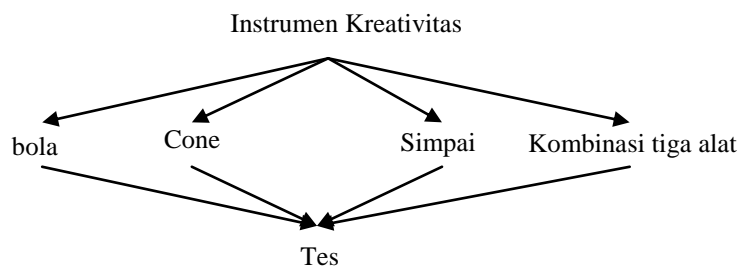 Instrumen Kreativitas
bola
Cone
Simpai
Kombinasi tiga alat
Tes